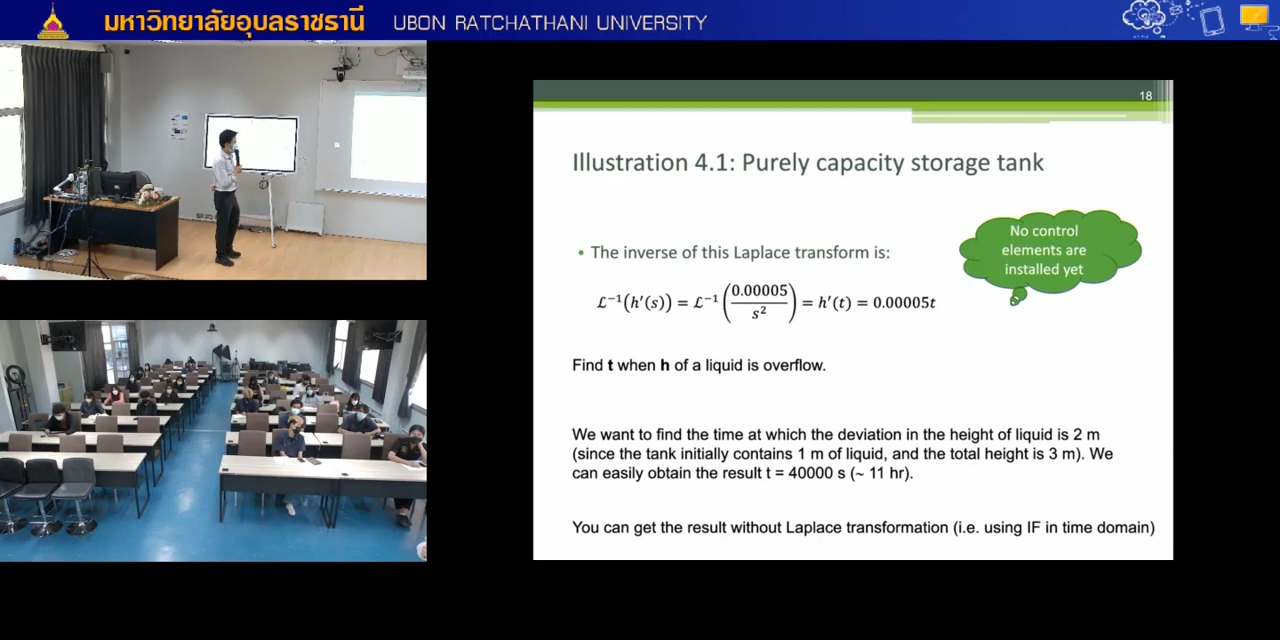 มหาวิทยาลัยอุบลราชธานี UBON RATCHATHANI UNIVERSITY
18
Illustration 4.1: Purely capacity storage tank
No control
elements are
installed yet
• The inverse of this Laplace transform is:
ℒ⁻¹(h′(s)) = ℒ⁻¹(0.00005/s²) = h′(t) = 0.00005t
Find t when h of a liquid is overflow.
We want to find the time at which the deviation in the height of liquid is 2 m
(since the tank initially contains 1 m of liquid, and the total height is 3 m). We
can easily obtain the result t = 40000 s (~ 11 hr).
You can get the result without Laplace transformation (i.e. using IF in time domain)